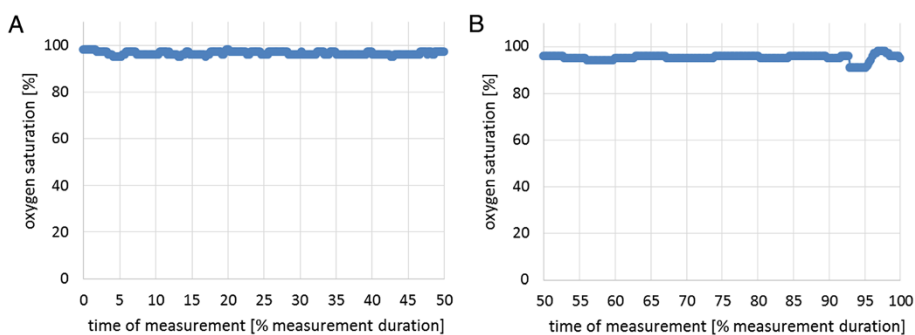 A
oxygen saturation [%]
100
80
60
40
20
0
0 5 10 15 20 25 30 35 40 45 50
time of measurement [% measurement duration]
B
oxygen saturation [%]
100
80
60
40
20
0
50 55 60 65 70 75 80 85 90 95 100
time of measurement [% measurement duration]